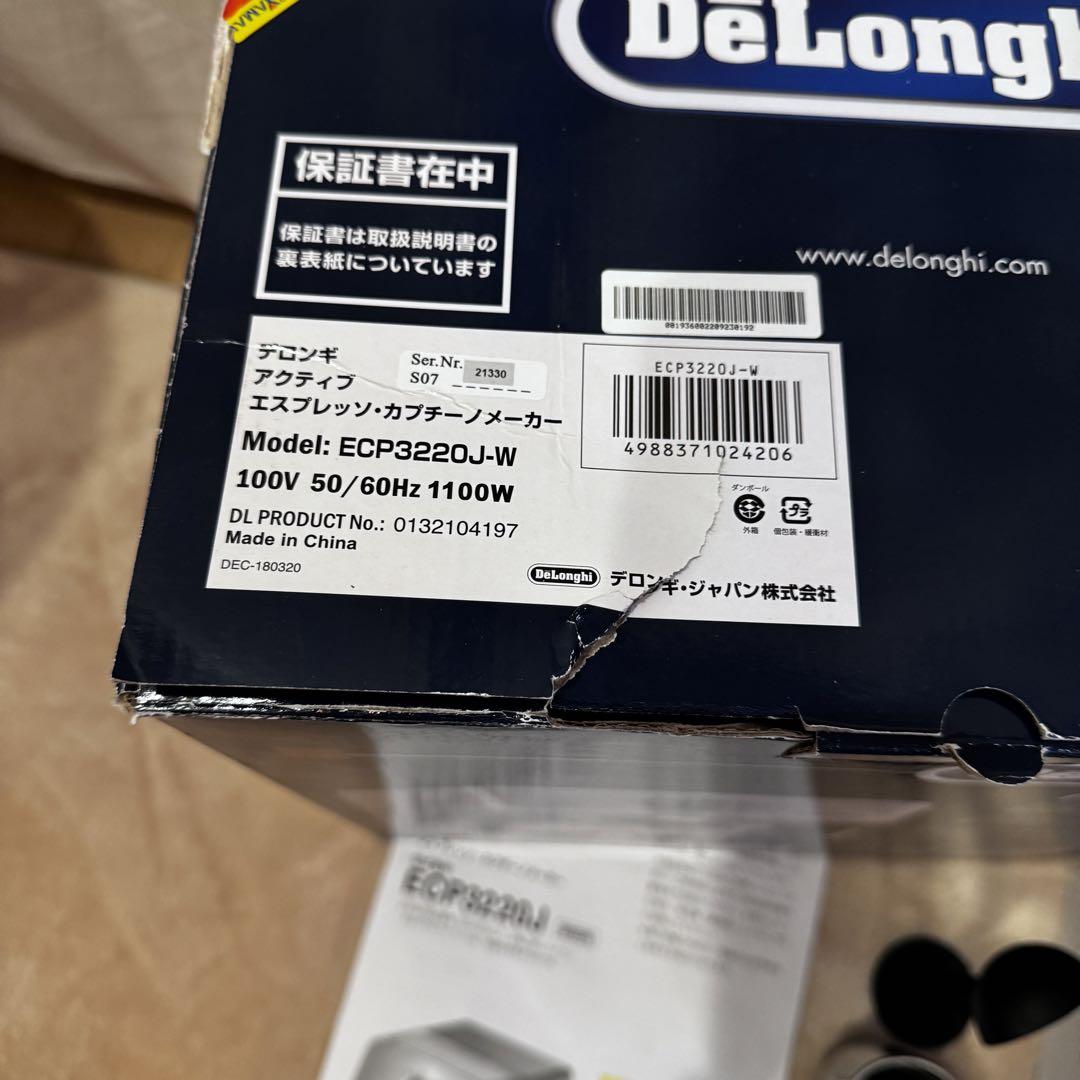 DeLongh
保証書在中
保証書は取扱説明書の
裏表紙についています
www.delonghi.com
001936002209230192
デロンギ
アクティブ
エスプレッソ・カプチーノメーカー
Ser.Nr.
S07
21330
Model: ECP3220J-W
100V 50/60Hz 1100W
DL PRODUCT No.: 0132104197
Made in China
DEC-180320
ECP3220J-W
4988371024206
ダンボール
外箱
プラ
個包装・緩衝材
DeLonghi
デロンギ・ジャパン株式会社
ECP3220J